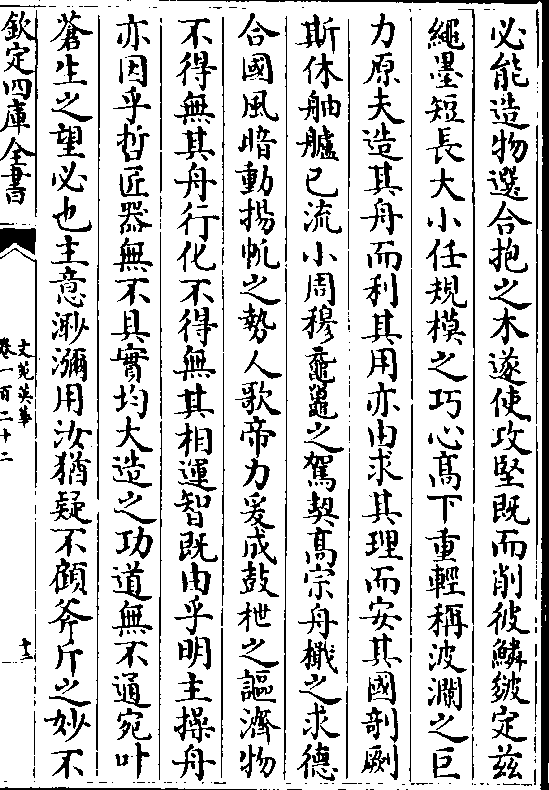 必能造物選合抱之木遂使攻堅既而削彼鱗皴定兹
繩墨短長大小任規模之巧心髙下重輕稱波瀾之巨
力原夫造其舟而利其用亦由求其理而安其國剞劂
斯休舳艫已流小周穆黿鼉之駕契髙宗舟檝之求德
合國風暗動揚帆之勢人歌帝力爰成鼓枻之謳濟物
不得無其舟行化不得無其相運智既由乎明主操舟
亦因乎哲匠器無不具實均大造之功道無不通宛叶
蒼生之望必也主意渺瀰用汝猶疑不顧斧斤之妙不
欽定四庫全書
文苑英華
卷一百二十二
十三